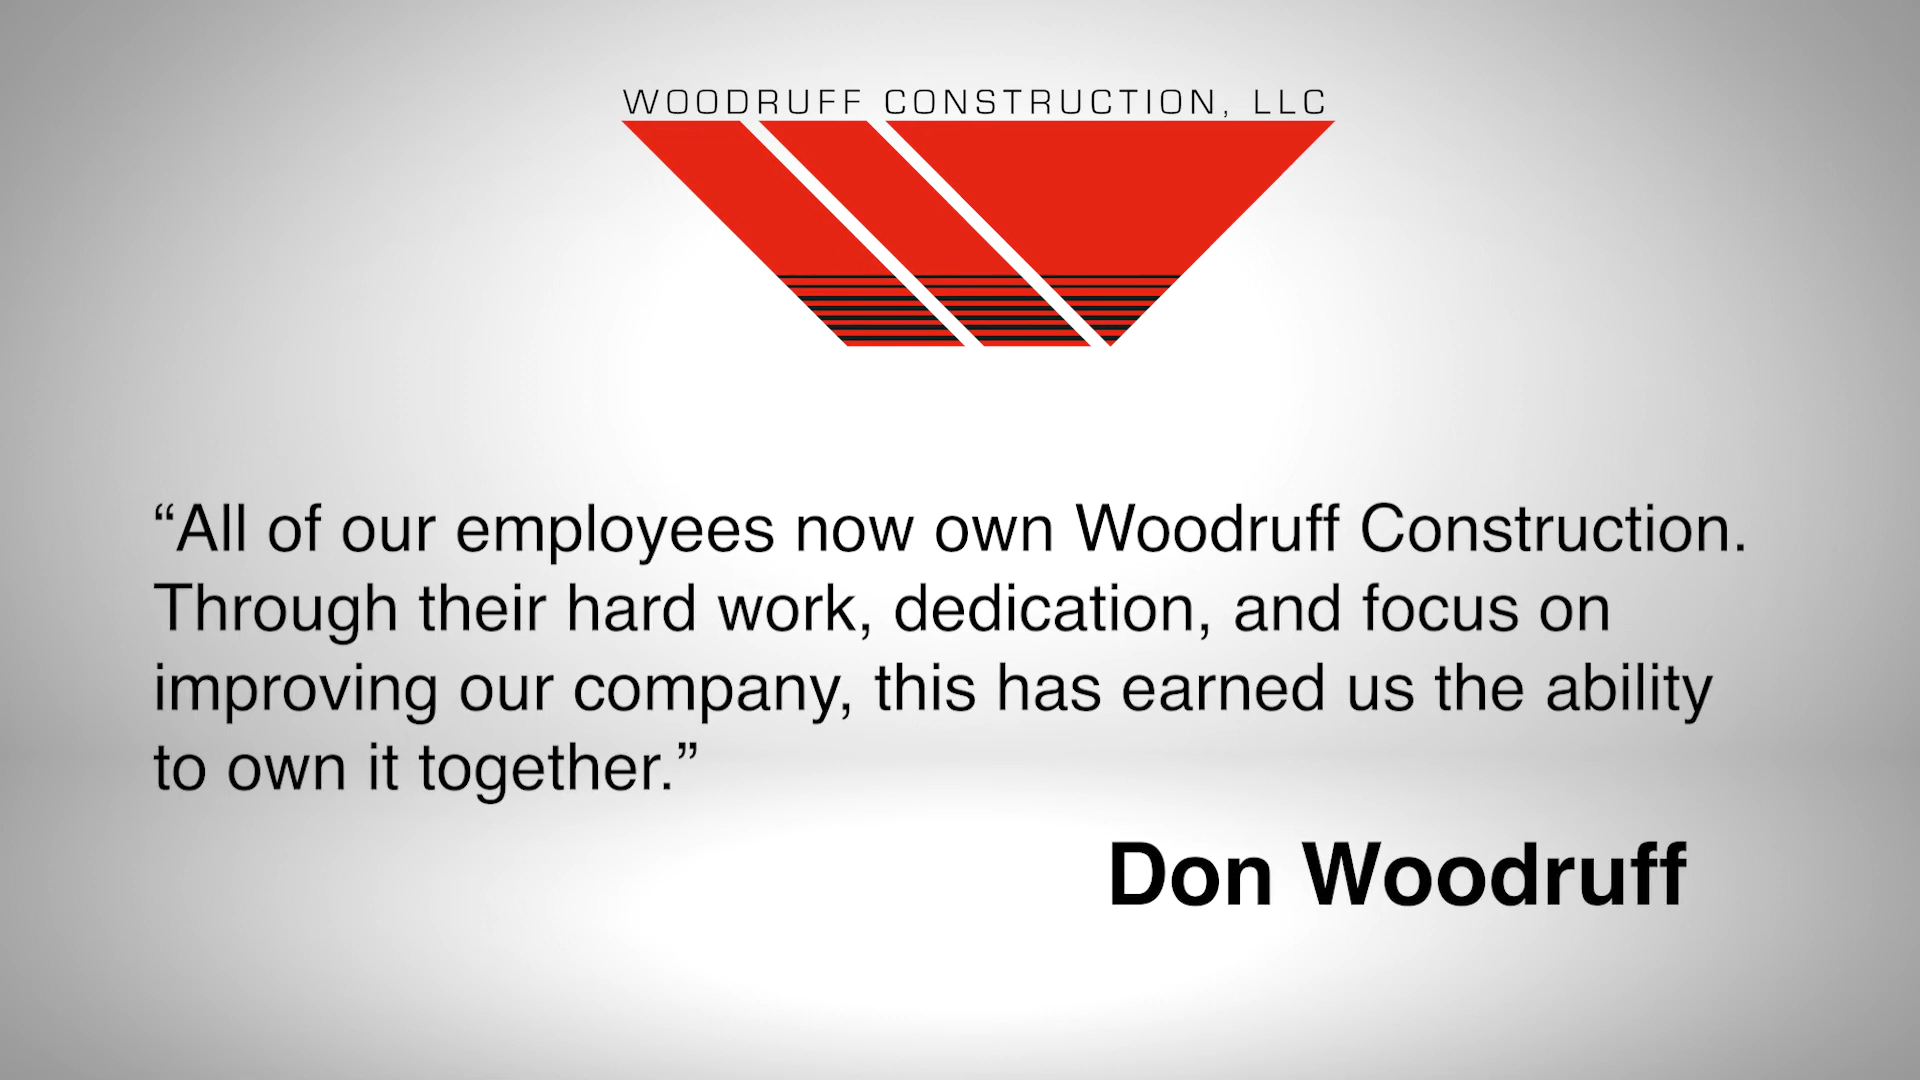 WOODRUFF CONSTRUCTION, LLC
“All of our employees now own Woodruff Construction.
Through their hard work, dedication, and focus on
improving our company, this has earned us the ability
to own it together.”
Don Woodruff